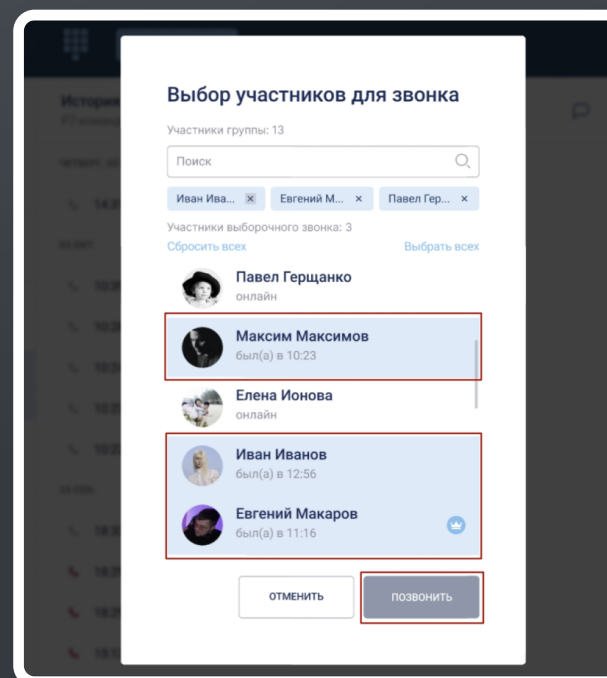 История
Выбор участников для звонка
Участники группы: 13
Поиск
Иван Ива... × Евгений М... × Павел Гер... ×
Участники выборочного звонка: 3
Сбросить всех Выбрать всех
Павел Герщанко
онлайн
Максим Максимов
был(а) в 10:23
Елена Ионова
онлайн
Иван Иванов
был(а) в 12:56
Евгений Макаров
был(а) в 11:16
ОТМЕНИТЬ ПОЗВОНИТЬ